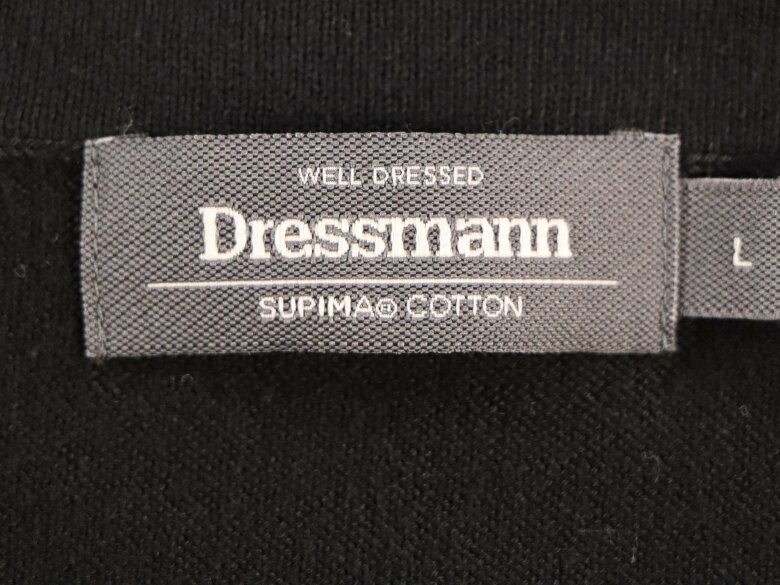 WELL DRESSED
Dressmann
SUPIMA® COTTON
L